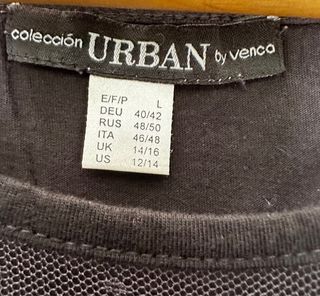 colección URBAN by venca
E/F/P L
DEU 40/42
RUS 48/50
ITA 46/48
UK 14/16
US 12/14